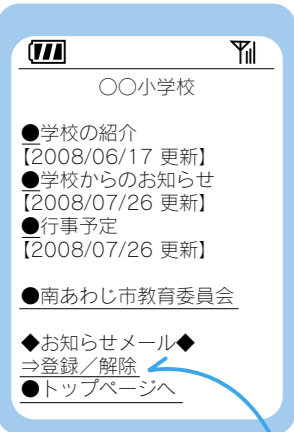 ○○小学校
●学校の紹介
【2008/06/17 更新】
●学校からのお知らせ
【2008/07/26 更新】
●行事予定
【2008/07/26 更新】
●南あわじ市教育委員会
◆お知らせメール◆
⇒登録／解除
●トップページへ